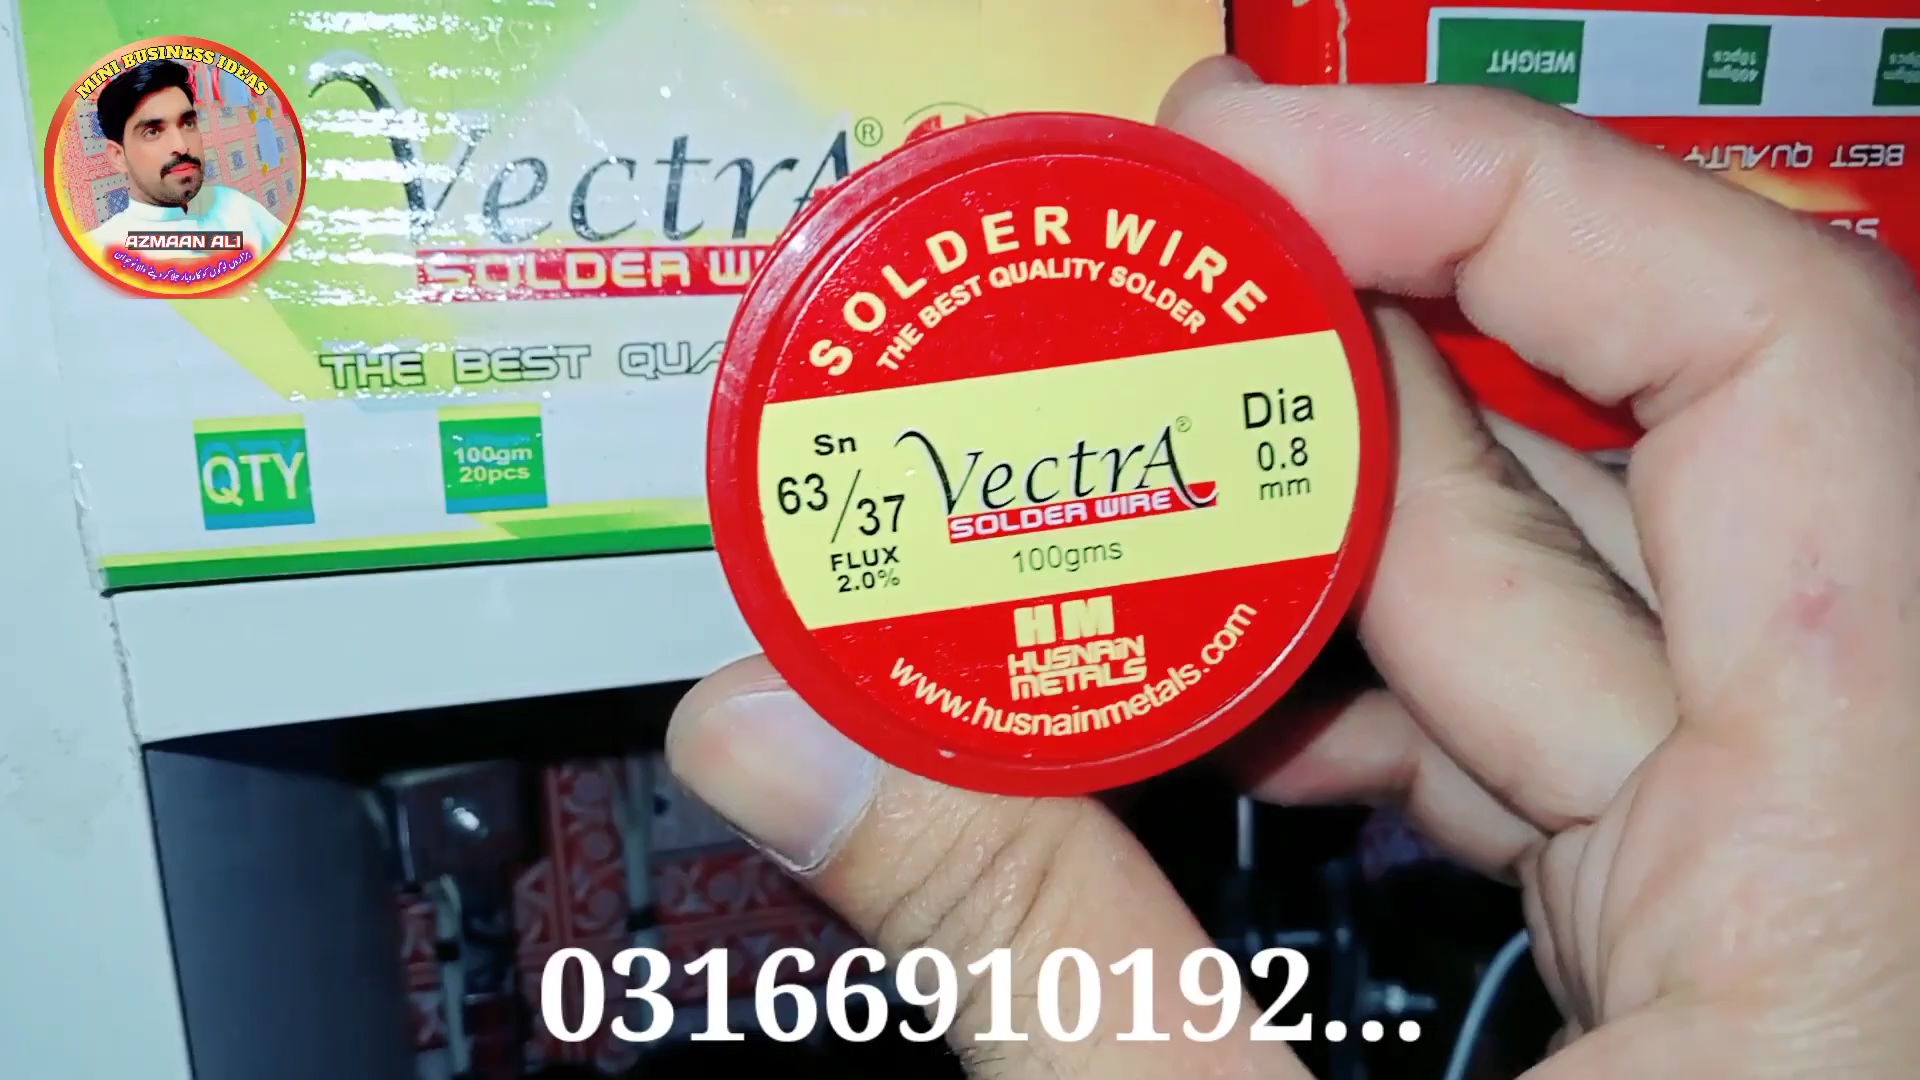 MINI BUSINESS IDEAS
AZMAAN ALI
VectrA®
SOLDER WI
THE BEST QUA
QTY
100gm
20pcs
WEIGHT
400gm
10pcs
BEST QUALITY
SOLDER WIRE
THE BEST QUALITY SOLDER
Sn
63/37
FLUX
2.0%
VectrA®
SOLDER WIRE
100gms
Dia
0.8
mm
HM
HUSNAIN
METALS
www.husnainmetals.com
03166910192...